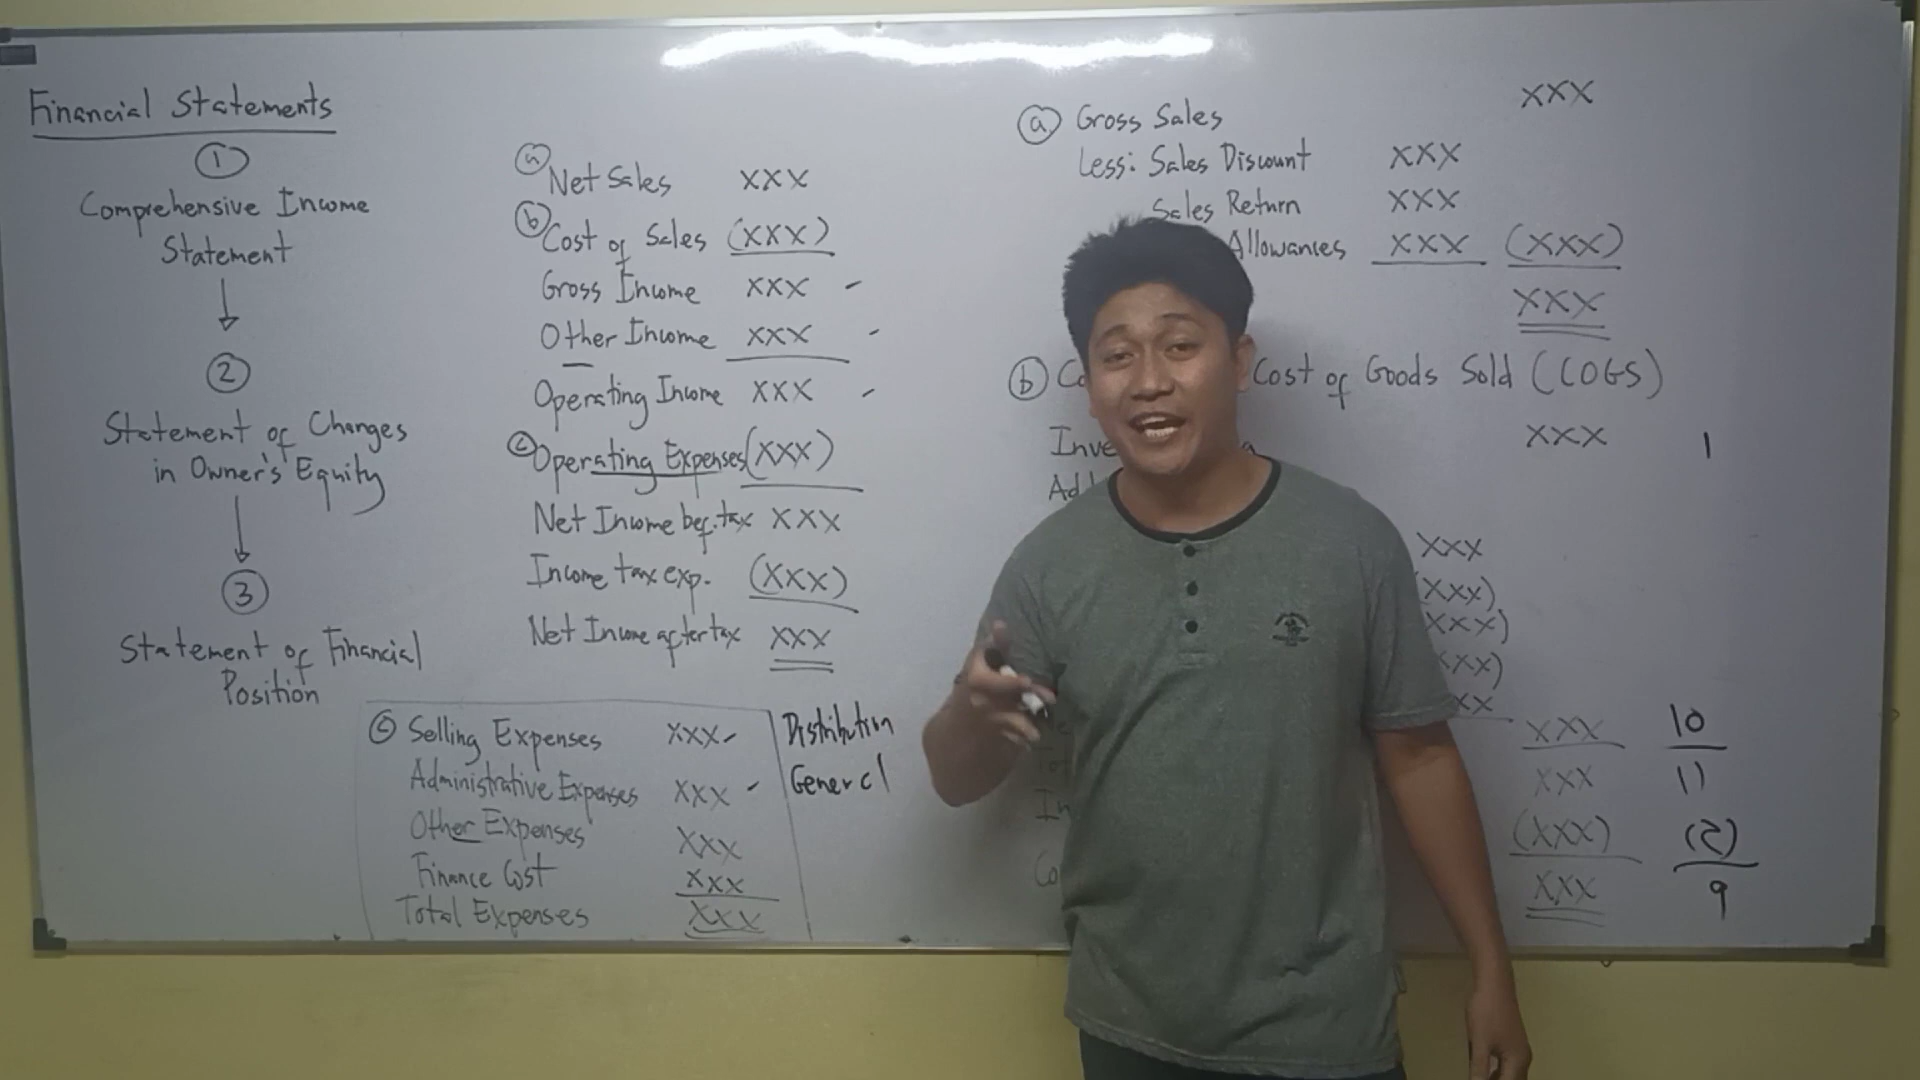 Financial Statements
①
Comprehensive Income
Statement
②
Statement of Changes
in Owner's Equity
③
Statement of Financial
Position
ⓐ Net Sales XXX
ⓑ Cost of Sales (XXX)
Gross Income XXX -
Other Income XXX -
Operating Income XXX -
ⓒ Operating Expenses (XXX)
Net Income bef. tax XXX
Income tax exp. (XXX)
Net Income after tax XXX
ⓒ Selling Expenses XXX Distribution
Administrative Expenses XXX General
Other Expenses XXX
Finance Cost XXX
Total Expenses XXX
ⓐ Gross Sales XXX
Less: Sales Discount XXX
Sales Return XXX
Allowances XXX (XXX)
XXX
ⓑ Cost of Goods Sold (COGS)
XXX 1
XXX
(XXX)
XXX)
XXX)
XX XXX 10
XXX 11
(XXX) (2)
XXX 9